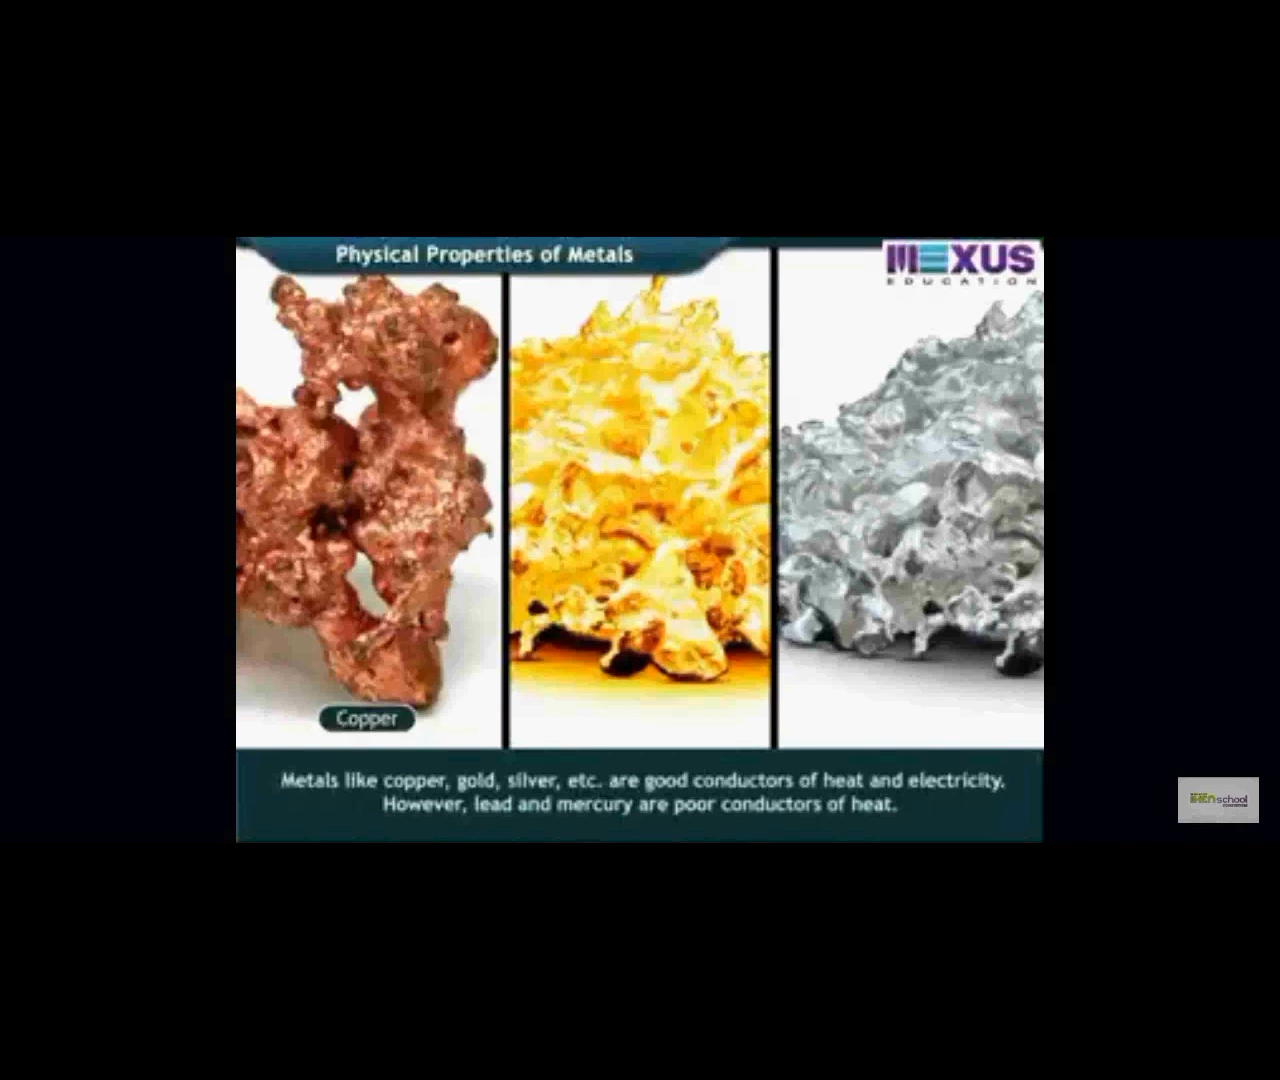 Physical Properties of Metals
MEXUS
EDUCATION
Copper
Metals like copper, gold, silver, etc. are good conductors of heat and electricity.
However, lead and mercury are poor conductors of heat.
school